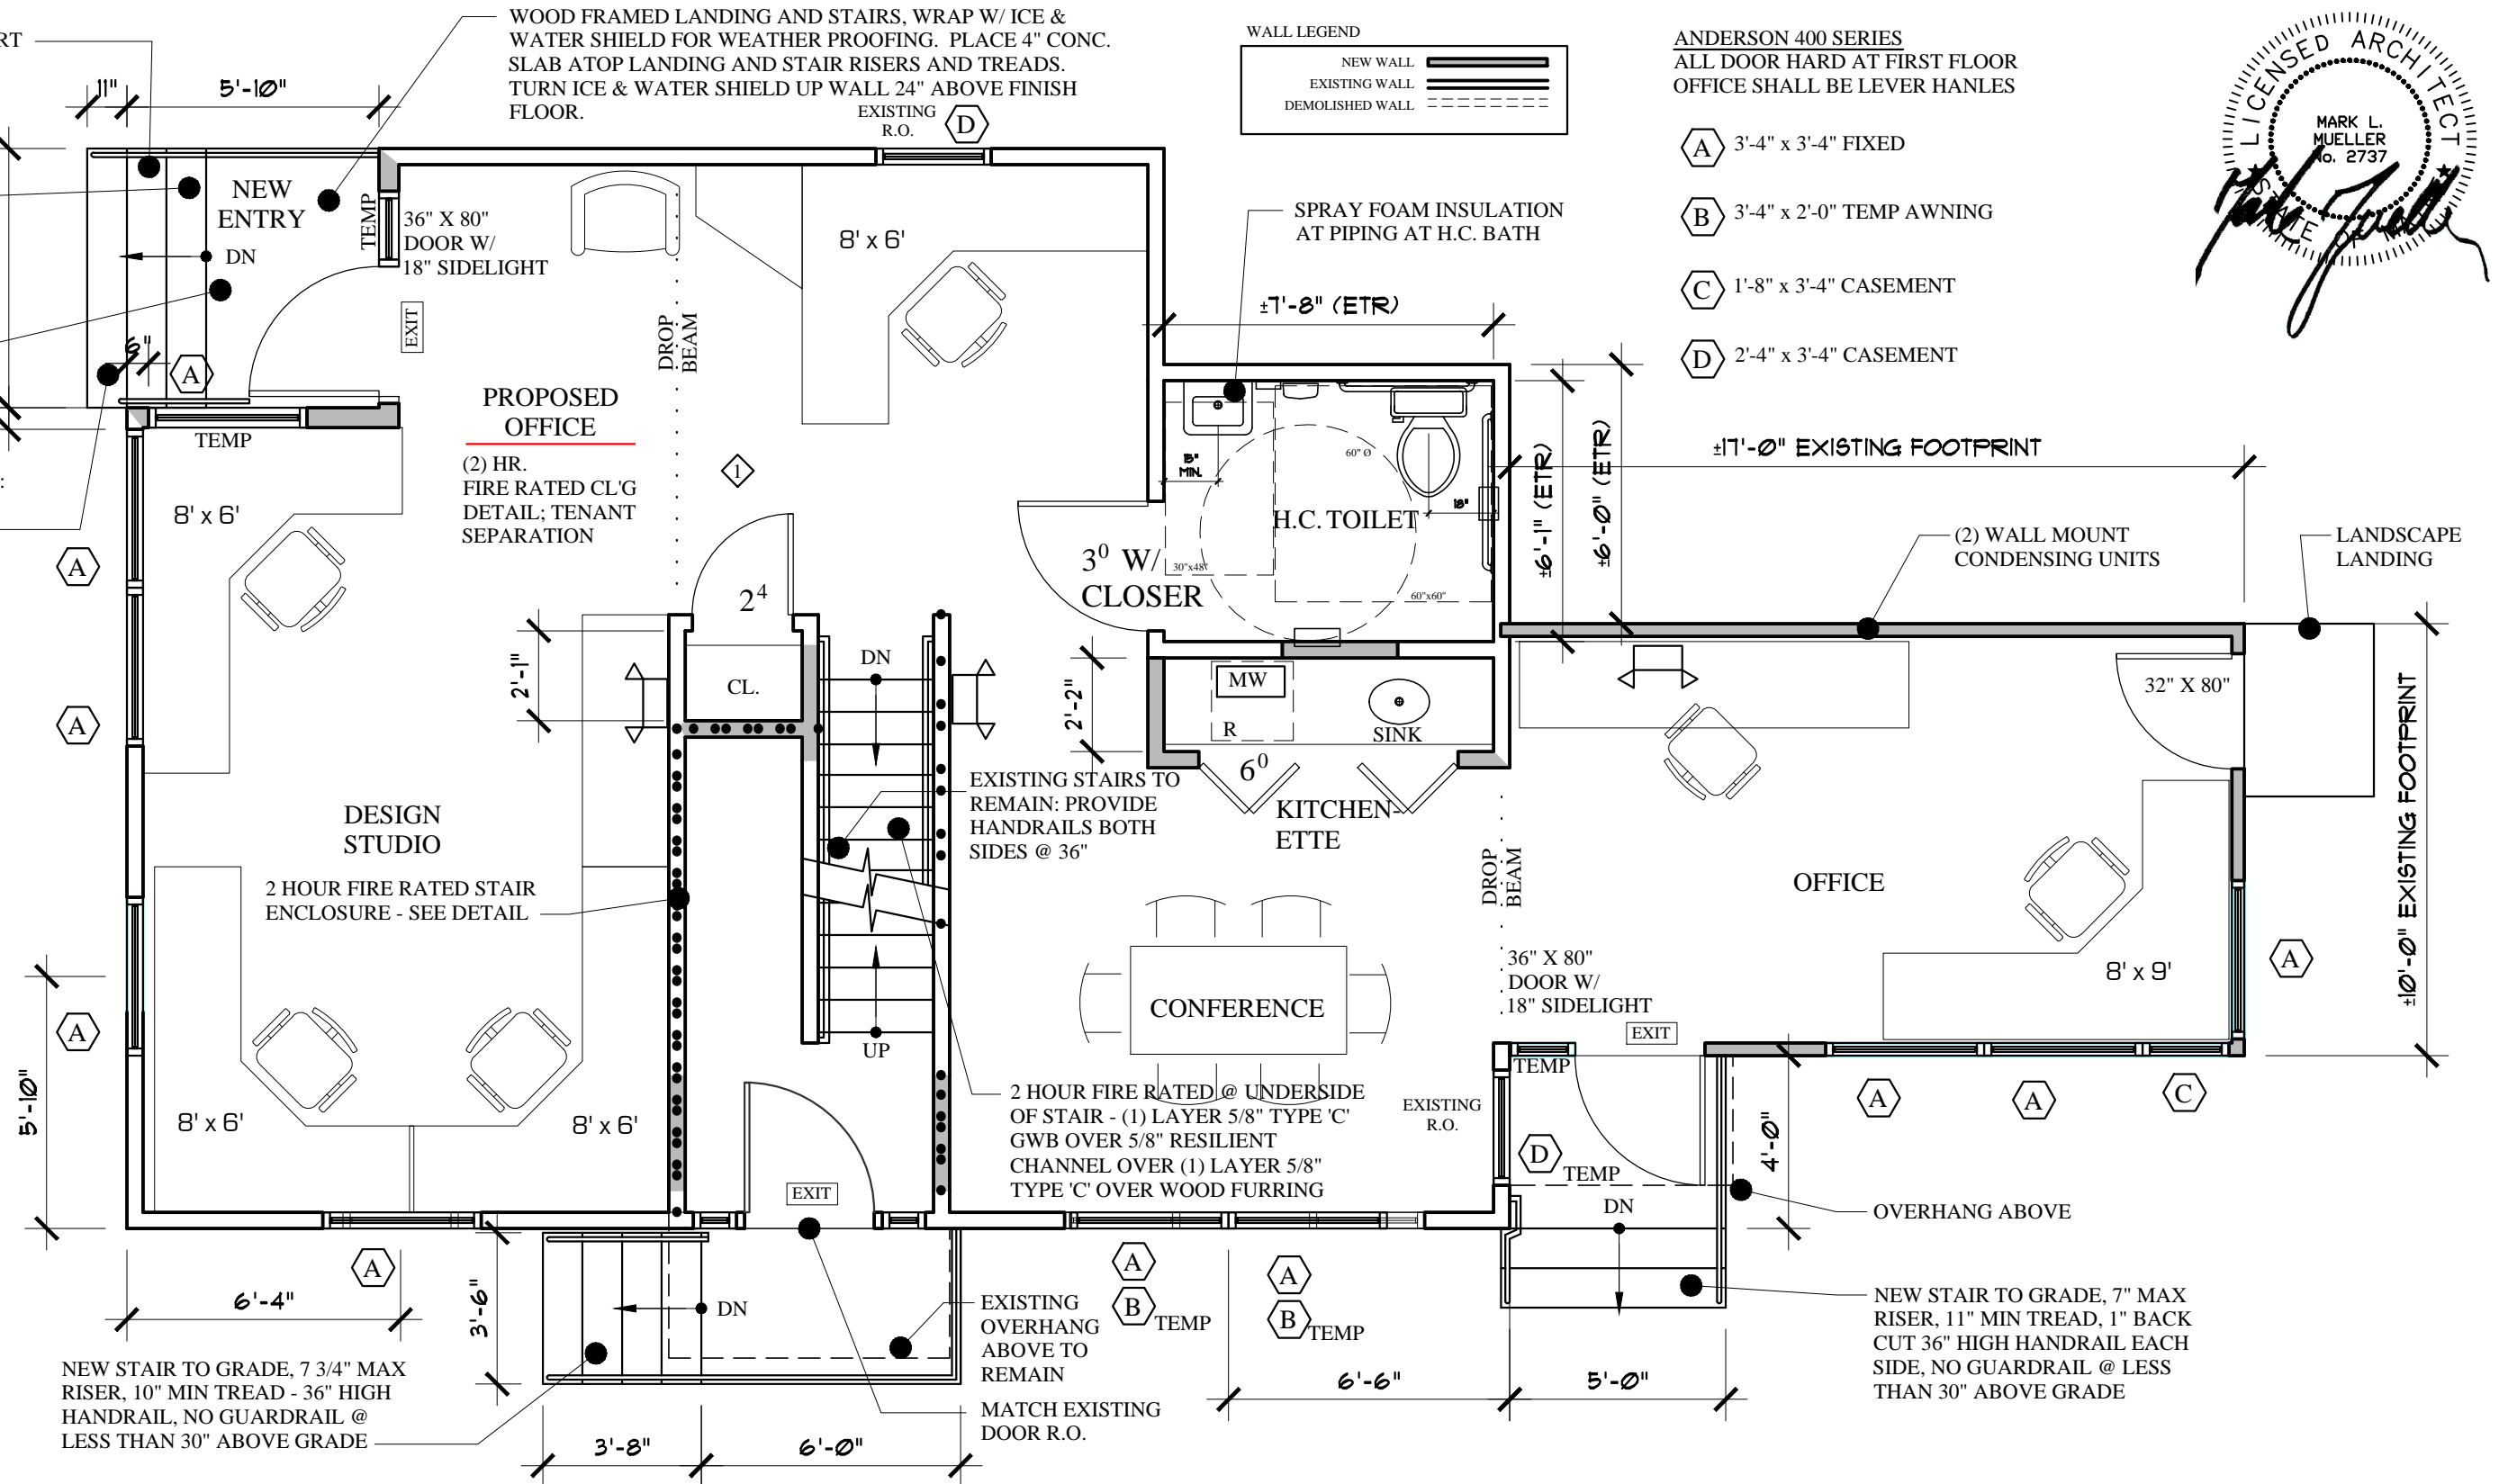 RT
WOOD FRAMED LANDING AND STAIRS, WRAP W/ ICE &
WATER SHIELD FOR WEATHER PROOFING. PLACE 4" CONC.
SLAB ATOP LANDING AND STAIR RISERS AND TREADS.
TURN ICE & WATER SHIELD UP WALL 24" ABOVE FINISH
FLOOR.
WALL LEGEND
NEW WALL
EXISTING WALL
DEMOLISHED WALL
ANDERSON 400 SERIES
ALL DOOR HARD AT FIRST FLOOR
OFFICE SHALL BE LEVER HANLES
A 3'-4" x 3'-4" FIXED
B 3'-4" x 2'-0" TEMP AWNING
C 1'-8" x 3'-4" CASEMENT
D 2'-4" x 3'-4" CASEMENT
LICENSED ARCHITECT
MARK L.
MUELLER
No. 2737
11"
5'-10"
EXISTING
R.O.
D
NEW
ENTRY
DN
6"
A
TEMP
36" X 80"
DOOR W/
18" SIDELIGHT
EXIT
DROP
BEAM
8' x 6'
SPRAY FOAM INSULATION
AT PIPING AT H.C. BATH
±7'-8" (ETR)
PROPOSED
OFFICE
(2) HR.
FIRE RATED CL'G
DETAIL; TENANT
SEPARATION
1
TEMP
8' x 6'
:
A
A
A
15"
MIN.
60" Ø
18"
H.C. TOILET
30"x48"
60"x60"
3⁰ W/
CLOSER
±6'-1" (ETR)
±6'-0" (ETR)
±17'-0" EXISTING FOOTPRINT
(2) WALL MOUNT
CONDENSING UNITS
LANDSCAPE
LANDING
2⁴
2'-1"
CL.
DN
2'-2"
MW
R
SINK
6⁰
KITCHEN-
ETTE
32" X 80"
±10'-0" EXISTING FOOTPRINT
EXISTING STAIRS TO
REMAIN: PROVIDE
HANDRAILS BOTH
SIDES @ 36"
DESIGN
STUDIO
2 HOUR FIRE RATED STAIR
ENCLOSURE - SEE DETAIL
DROP
BEAM
OFFICE
36" X 80"
DOOR W/
18" SIDELIGHT
EXIT
8' x 9'
A
CONFERENCE
UP
5'-10"
8' x 6'
8' x 6'
EXIT
2 HOUR FIRE RATED @ UNDERSIDE
OF STAIR - (1) LAYER 5/8" TYPE 'C'
GWB OVER 5/8" RESILIENT
CHANNEL OVER (1) LAYER 5/8"
TYPE 'C' OVER WOOD FURRING
EXISTING
R.O.
TEMP
D
TEMP
DN
A
A
C
4'-0"
OVERHANG ABOVE
A
6'-4"
3'-6"
DN
EXISTING
OVERHANG
ABOVE TO
REMAIN
MATCH EXISTING
DOOR R.O.
A
B TEMP
A
B TEMP
6'-6"
5'-0"
NEW STAIR TO GRADE, 7" MAX
RISER, 11" MIN TREAD, 1" BACK
CUT 36" HIGH HANDRAIL EACH
SIDE, NO GUARDRAIL @ LESS
THAN 30" ABOVE GRADE
NEW STAIR TO GRADE, 7 3/4" MAX
RISER, 10" MIN TREAD - 36" HIGH
HANDRAIL, NO GUARDRAIL @
LESS THAN 30" ABOVE GRADE
3'-8"
6'-0"